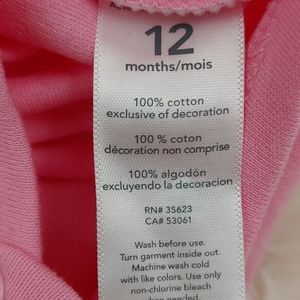 12
months/mois
100% cotton
exclusive of decoration
100 % coton
décoration non comprise
100% algodón
excluyendo la decoracion
RN# 35623
CA# 53061
Wash before use.
Turn garment inside out.
Machine wash cold
with like colors. Use only
non-chlorine bleach
when needed.